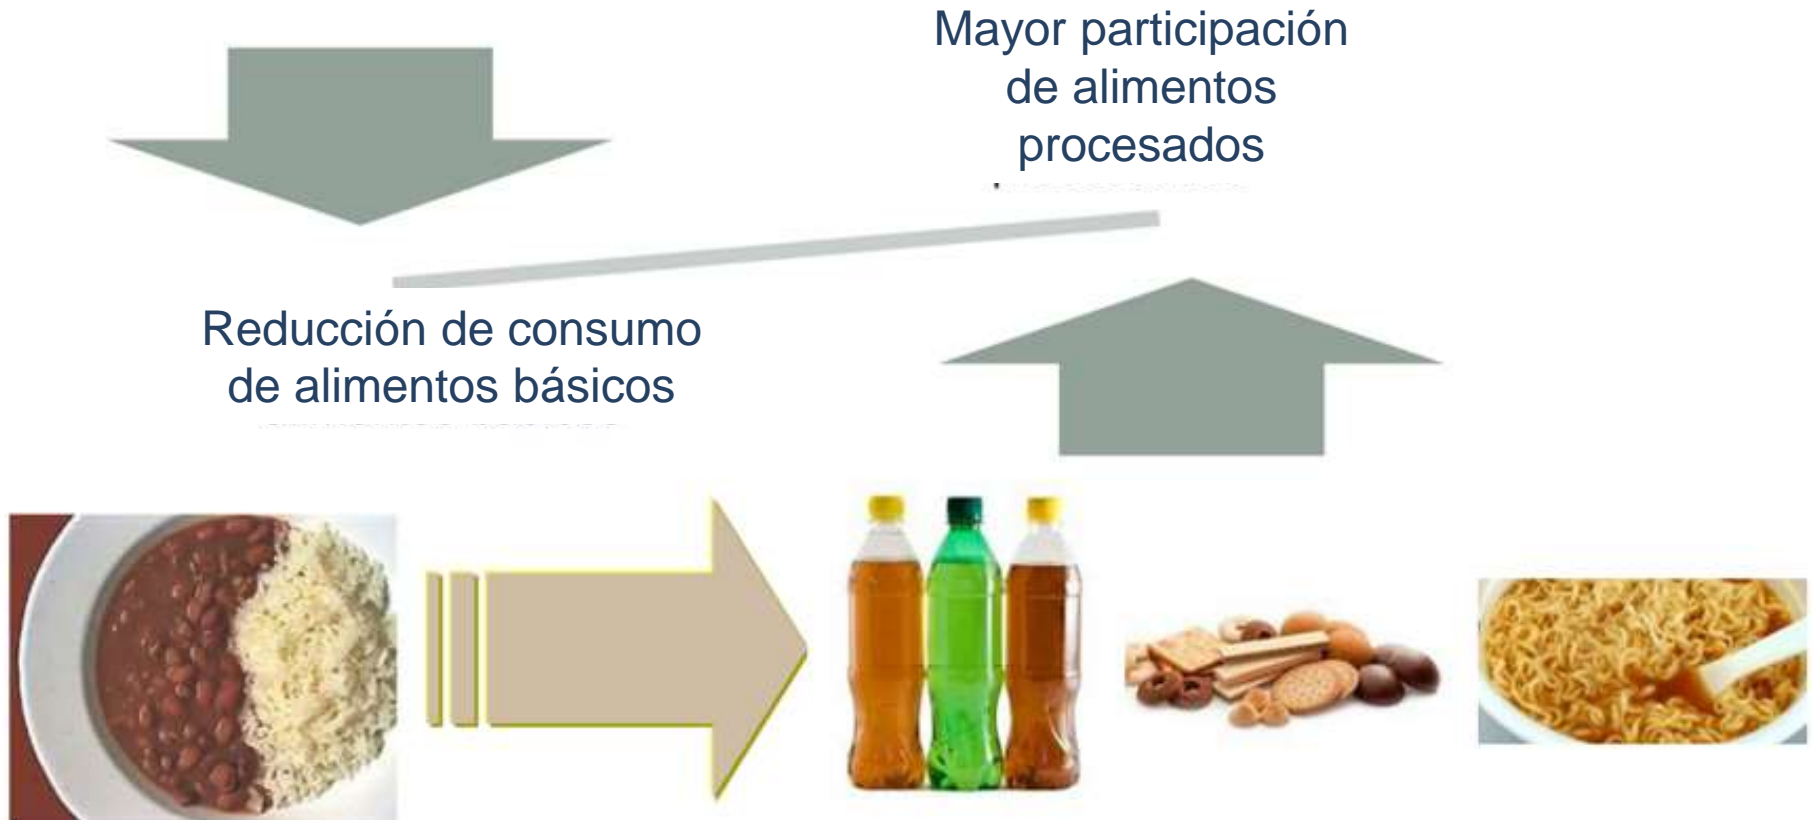 Mayor participación
de alimentos
procesados
Reducción de consumo
de alimentos básicos